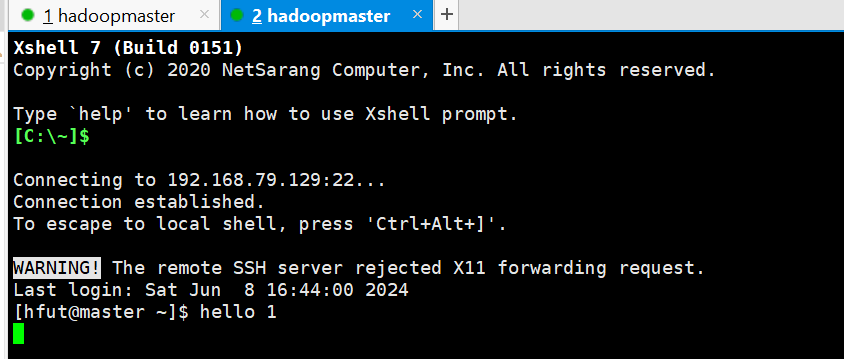 1 hadoopmaster × 2 hadoopmaster × +
Xshell 7 (Build 0151)
Copyright (c) 2020 NetSarang Computer, Inc. All rights reserved.
Type `help' to learn how to use Xshell prompt.
[C:\~]$
Connecting to 192.168.79.129:22...
Connection established.
To escape to local shell, press 'Ctrl+Alt+]'.
WARNING! The remote SSH server rejected X11 forwarding request.
Last login: Sat Jun  8 16:44:00 2024
[hfut@master ~]$ hello 1